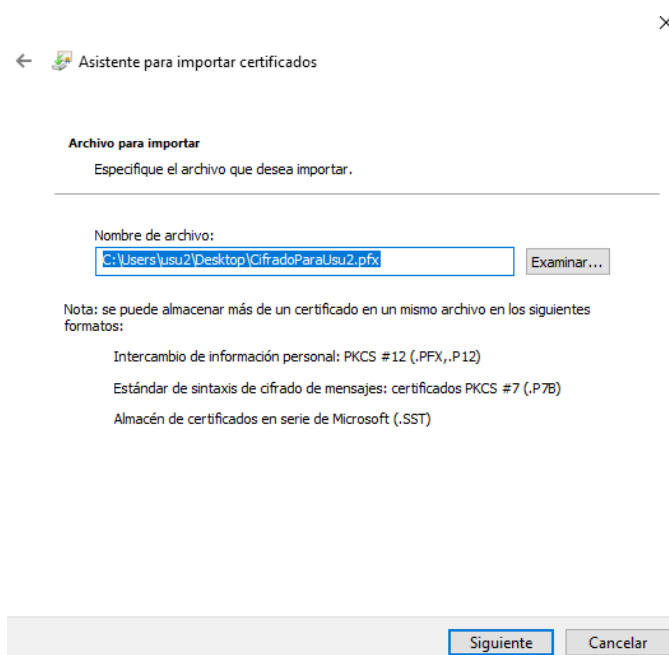 Asistente para importar certificados
Archivo para importar
Especifique el archivo que desea importar.
Nombre de archivo:
C:\Users\usu2\Desktop\CifradoParaUsu2.pfx
Examinar...
Nota: se puede almacenar más de un certificado en un mismo archivo en los siguientes
formatos:
Intercambio de información personal: PKCS #12 (.PFX,.P12)
Estándar de sintaxis de cifrado de mensajes: certificados PKCS #7 (.P7B)
Almacén de certificados en serie de Microsoft (.SST)
Siguiente
Cancelar